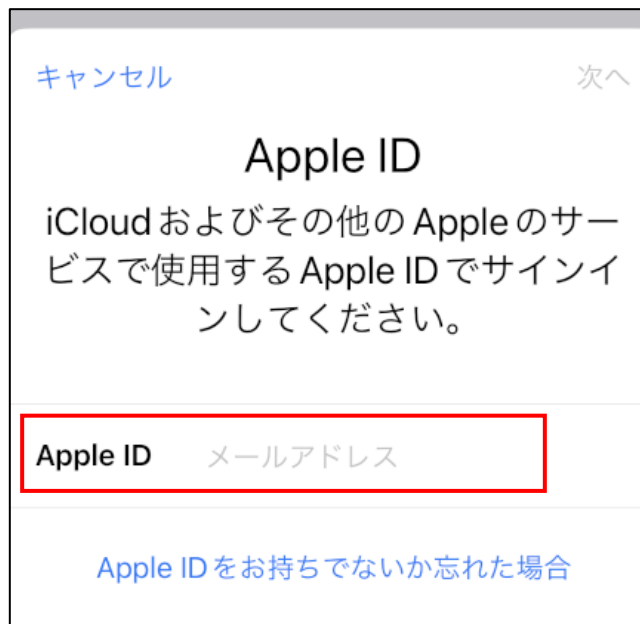 キャンセル 次へ
Apple ID
iCloudおよびその他のAppleのサー
ビスで使用するApple IDでサインイ
ンしてください。
Apple ID メールアドレス
Apple IDをお持ちでないか忘れた場合